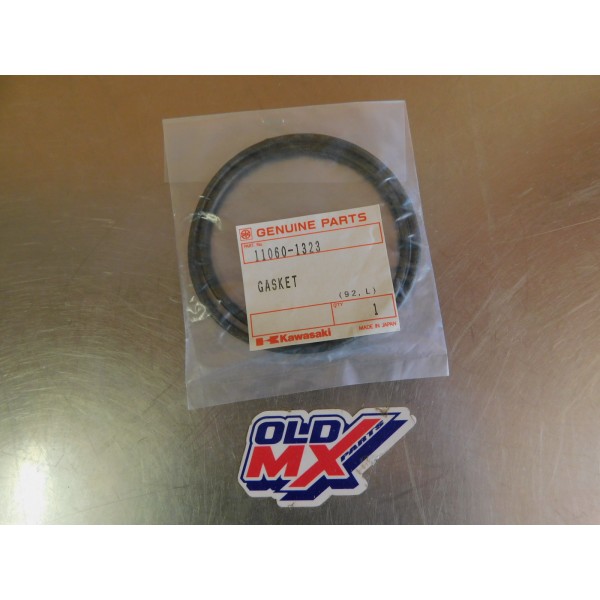 GENUINE PARTS
PART No.
11060-1323
GASKET
(92, L)
QTY
1
Kawasaki
MADE IN JAPAN
OLD
MX
PARTS